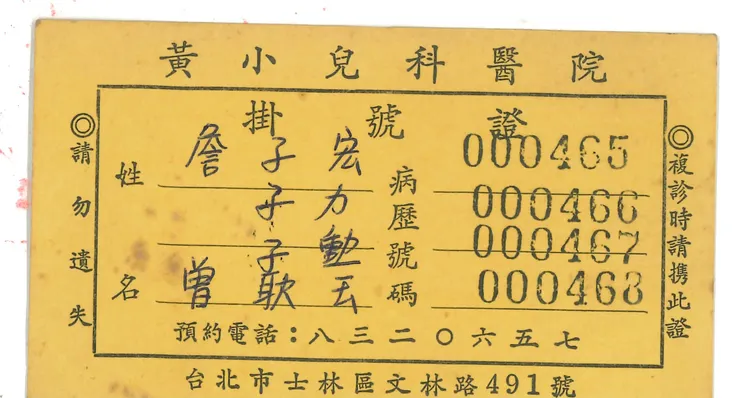 黃小兒科醫院
掛號證
◎請勿遺失
姓名
詹子宏
子力
子勳
曾歡云
病歷號碼
000465
000466
000467
000468
預約電話：八三二〇六五七
◎複診時請携此證
台北市士林區文林路491號